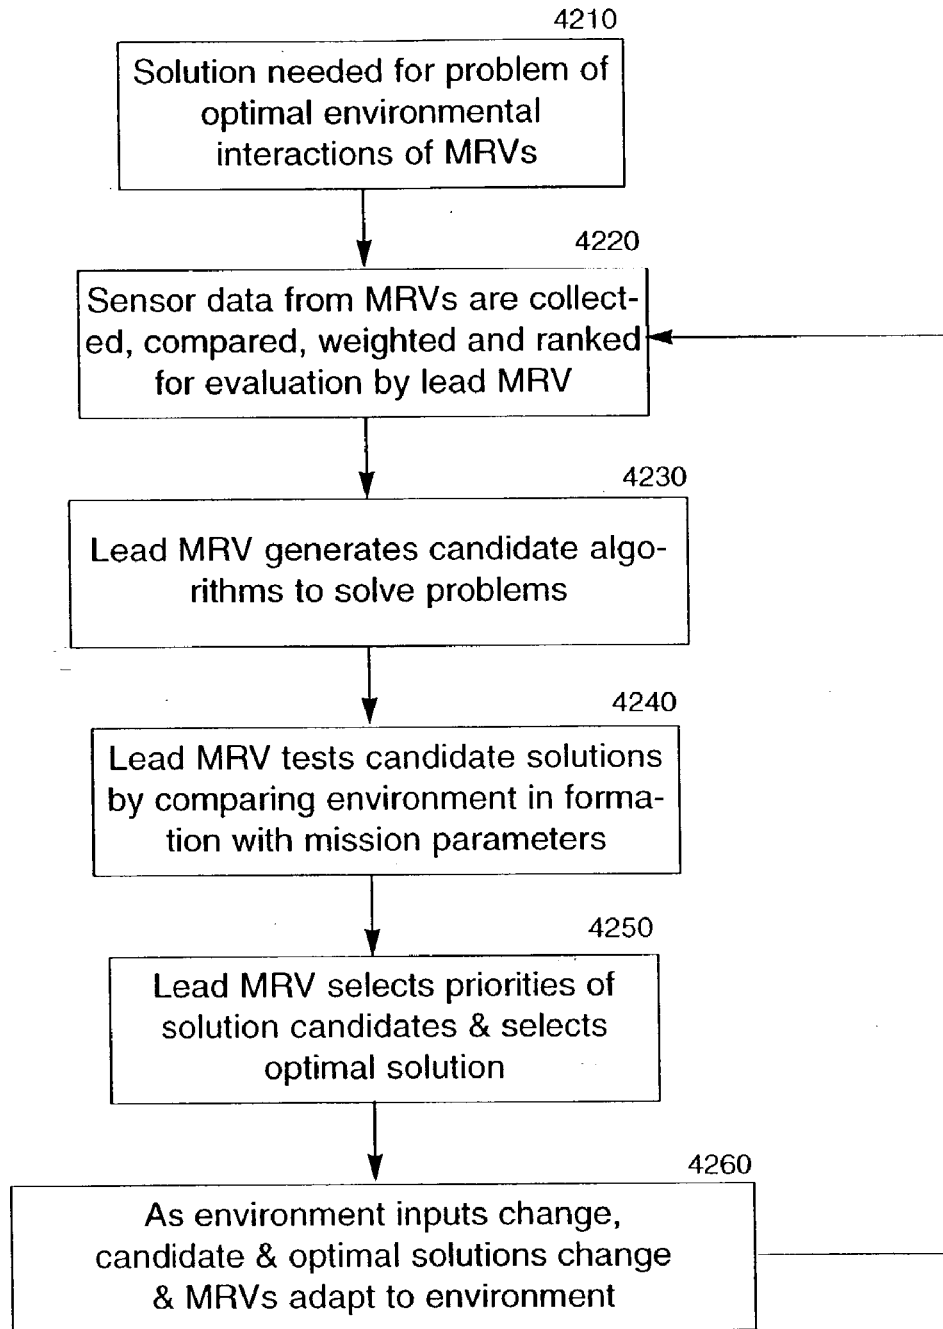 4210
Solution needed for problem of
optimal environmental
interactions of MRVs
4220
Sensor data from MRVs are collect-
ed, compared, weighted and ranked
for evaluation by lead MRV
4230
Lead MRV generates candidate algo-
rithms to solve problems
4240
Lead MRV tests candidate solutions
by comparing environment in forma-
tion with mission parameters
4250
Lead MRV selects priorities of
solution candidates & selects
optimal solution
4260
As environment inputs change,
candidate & optimal solutions change
& MRVs adapt to environment